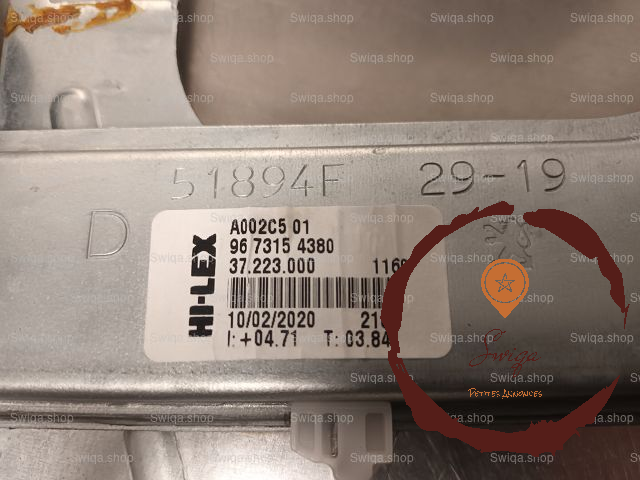 51894F 29-19
D
HI-LEX
A002C5 01
96 7315 4380
37.223.000
10/02/2020
I:+04.71 T:03.84
Swiqa
PETITES ANNONCES
Swiqa.shop